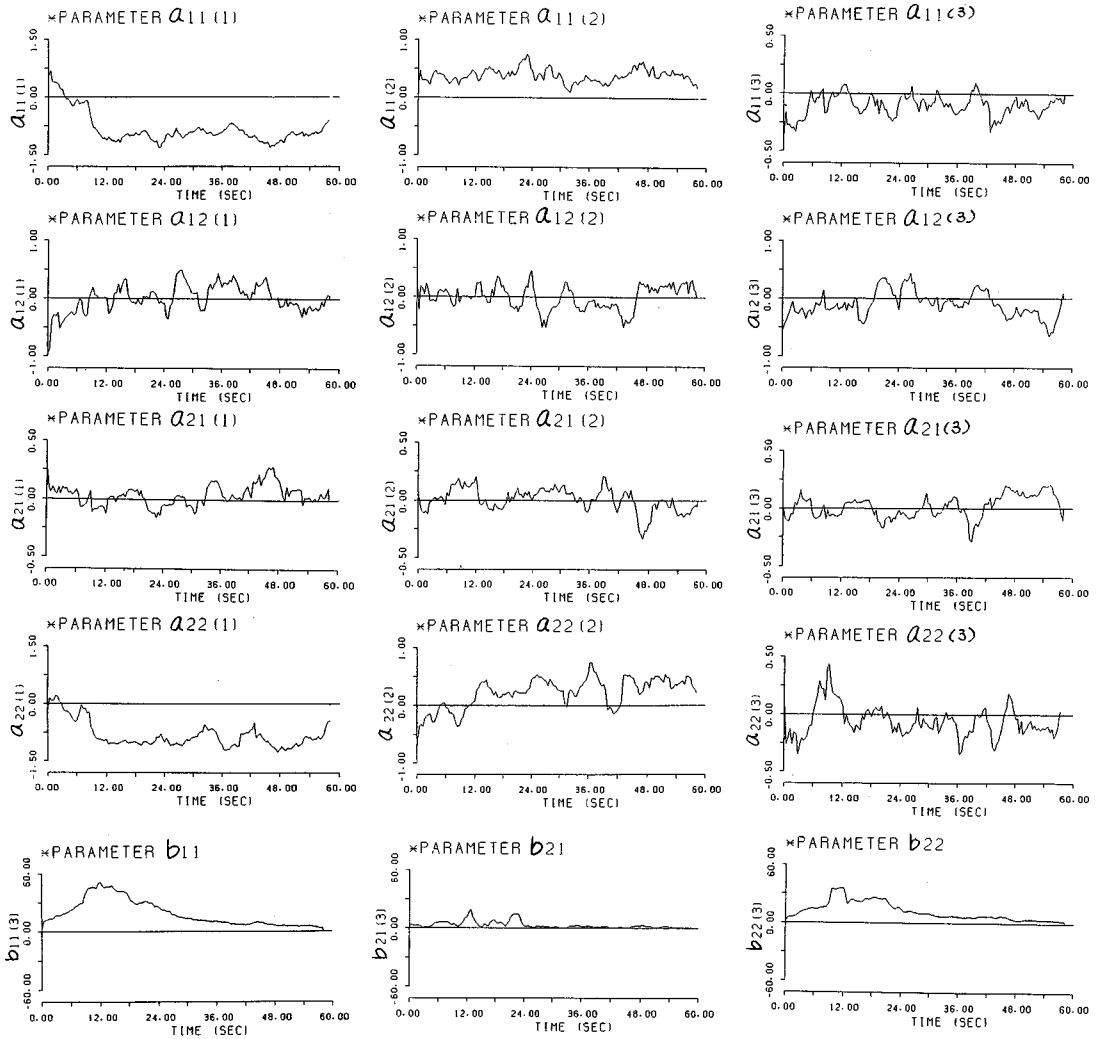 *PARAMETER a11(1)
1.50
0.00
-1.50
a11(1)
0.00 12.00 24.00 36.00 48.00 60.00
TIME (SEC)
*PARAMETER a11(2)
1.00
0.00
-1.00
a11(2)
0.00 12.00 24.00 36.00 48.00 60.00
TIME (SEC)
*PARAMETER a11(3)
0.50
0.00
-0.50
a11(3)
0.00 12.00 24.00 36.00 48.00 60.00
TIME (SEC)
*PARAMETER a12(1)
1.00
0.00
-1.00
a12(1)
0.00 12.00 24.00 36.00 48.00 60.00
TIME (SEC)
*PARAMETER a12(2)
1.00
0.00
-1.00
a12(2)
0.00 12.00 24.00 36.00 48.00 60.00
TIME (SEC)
*PARAMETER a12(3)
1.00
0.00
-1.00
a12(3)
0.00 12.00 24.00 36.00 48.00 60.00
TIME (SEC)
*PARAMETER a21(1)
0.50
0.00
-0.50
a21(1)
0.00 12.00 24.00 36.00 48.00 60.00
TIME (SEC)
*PARAMETER a21(2)
0.50
0.00
-0.50
a21(2)
0.00 12.00 24.00 36.00 48.00 60.00
TIME (SEC)
*PARAMETER a21(3)
0.50
0.00
-0.50
a21(3)
0.00 12.00 24.00 36.00 48.00 60.00
TIME (SEC)
*PARAMETER a22(1)
1.50
0.00
-1.50
a22(1)
0.00 12.00 24.00 36.00 48.00 60.00
TIME (SEC)
*PARAMETER a22(2)
1.00
0.00
-1.00
a22(2)
0.00 12.00 24.00 36.00 48.00 60.00
TIME (SEC)
*PARAMETER a22(3)
0.50
0.00
-0.50
a22(3)
0.00 12.00 24.00 36.00 48.00 60.00
TIME (SEC)
*PARAMETER b11
60.00
0.00
-60.00
b11(3)
0.00 12.00 24.00 36.00 48.00 60.00
TIME (SEC)
*PARAMETER b21
60.00
0.00
-60.00
b21(3)
0.00 12.00 24.00 36.00 48.00 60.00
TIME (SEC)
*PARAMETER b22
60.00
0.00
-60.00
b22(3)
0.00 12.00 24.00 36.00 48.00 60.00
TIME (SEC)